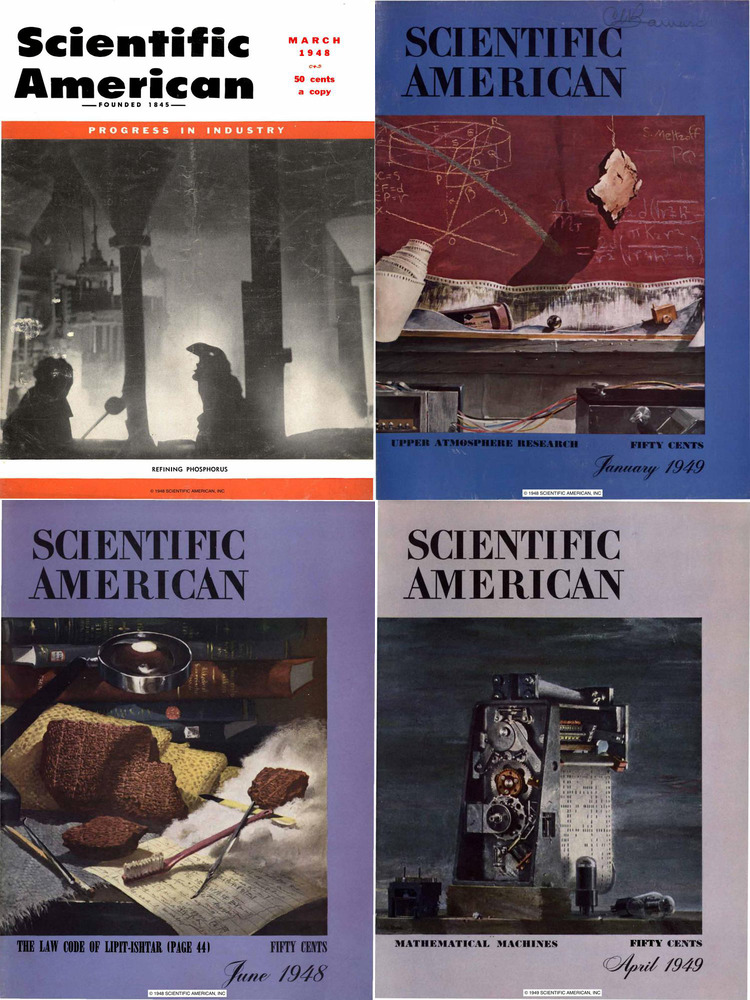 Scientific
American
FOUNDED 1845
MARCH
1948
50 cents
a copy
PROGRESS IN INDUSTRY
REFINING PHOSPHORUS
© 1948 SCIENTIFIC AMERICAN, INC
SCIENTIFIC
AMERICAN
UPPER ATMOSPHERE RESEARCH
FIFTY CENTS
January 1949
© 1948 SCIENTIFIC AMERICAN, INC
SCIENTIFIC
AMERICAN
THE LAW CODE OF LIPIT-ISHTAR (PAGE 44)
FIFTY CENTS
June 1948
© 1948 SCIENTIFIC AMERICAN, INC
SCIENTIFIC
AMERICAN
MATHEMATICAL MACHINES
FIFTY CENTS
April 1949
© 1949 SCIENTIFIC AMERICAN, INC